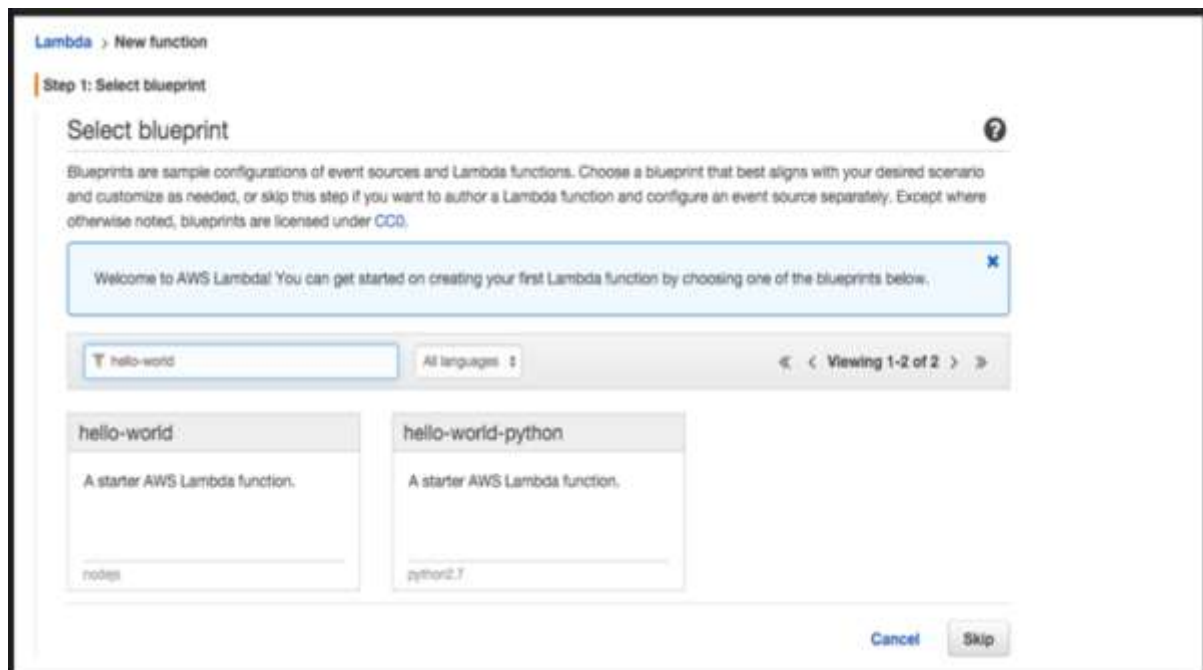 Lambda > New function
Step 1: Select blueprint
Select blueprint
Blueprints are sample configurations of event sources and Lambda functions. Choose a blueprint that best aligns with your desired scenario
and customize as needed, or skip this step if you want to author a Lambda function and configure an event source separately. Except where
otherwise noted, blueprints are licensed under CC0.
Welcome to AWS Lambda! You can get started on creating your first Lambda function by choosing one of the blueprints below.
hello-world All languages « < Viewing 1-2 of 2 > »
hello-world hello-world-python
A starter AWS Lambda function. A starter AWS Lambda function.
nodejs python2.7
Cancel Skip